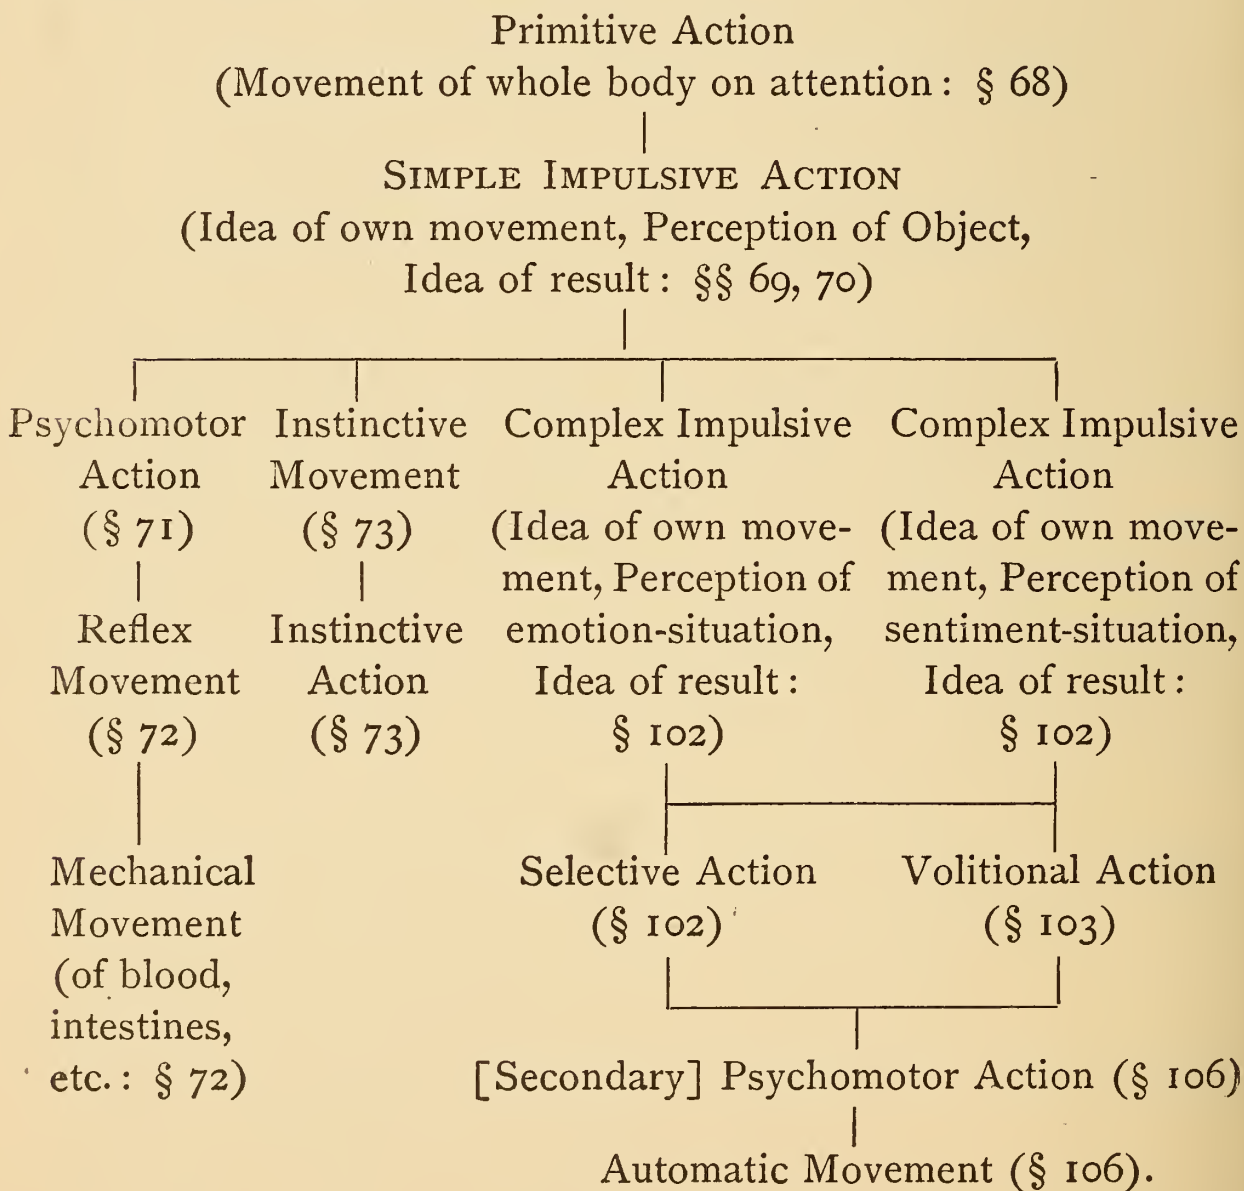 Primitive Action
(Movement of whole body on attention: § 68)
SIMPLE IMPULSIVE ACTION
(Idea of own movement, Perception of Object,
Idea of result: §§ 69, 70)
Psychomotor
Action
(§ 71)
Reflex
Movement
(§ 72)
Mechanical
Movement
(of blood,
intestines,
etc.: § 72)
Instinctive
Movement
(§ 73)
Instinctive
Action
(§ 73)
Complex Impulsive
Action
(Idea of own move-
ment, Perception of
emotion-situation,
Idea of result:
§ 102)
Complex Impulsive
Action
(Idea of own move-
ment, Perception of
sentiment-situation,
Idea of result:
§ 102)
Selective Action
(§ 102)
Volitional Action
(§ 103)
[Secondary] Psychomotor Action (§ 106)
Automatic Movement (§ 106).